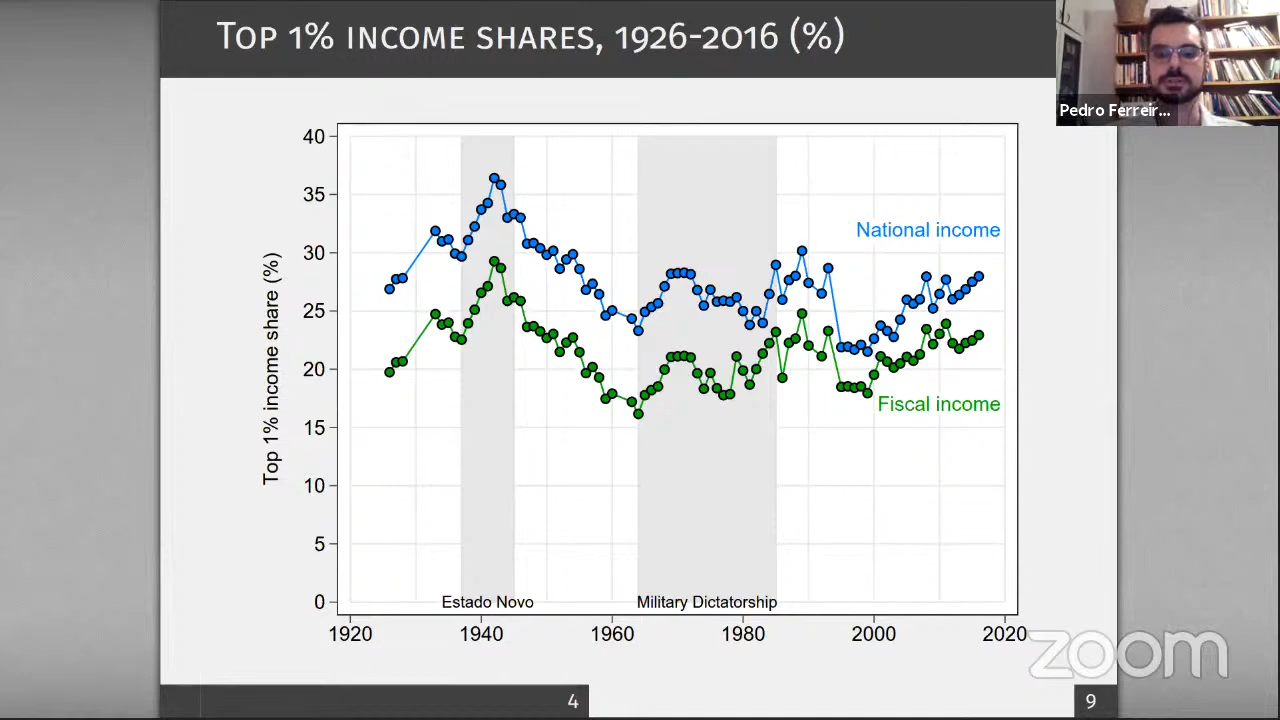 Top 1% income shares, 1926-2016 (%)
Pedro Ferreir...
40
35
30
25
20
15
10
5
0
Top 1% income share (%)
National income
Fiscal income
Estado Novo
Military Dictatorship
1920
1940
1960
1980
2000
2020
zoom
4
9